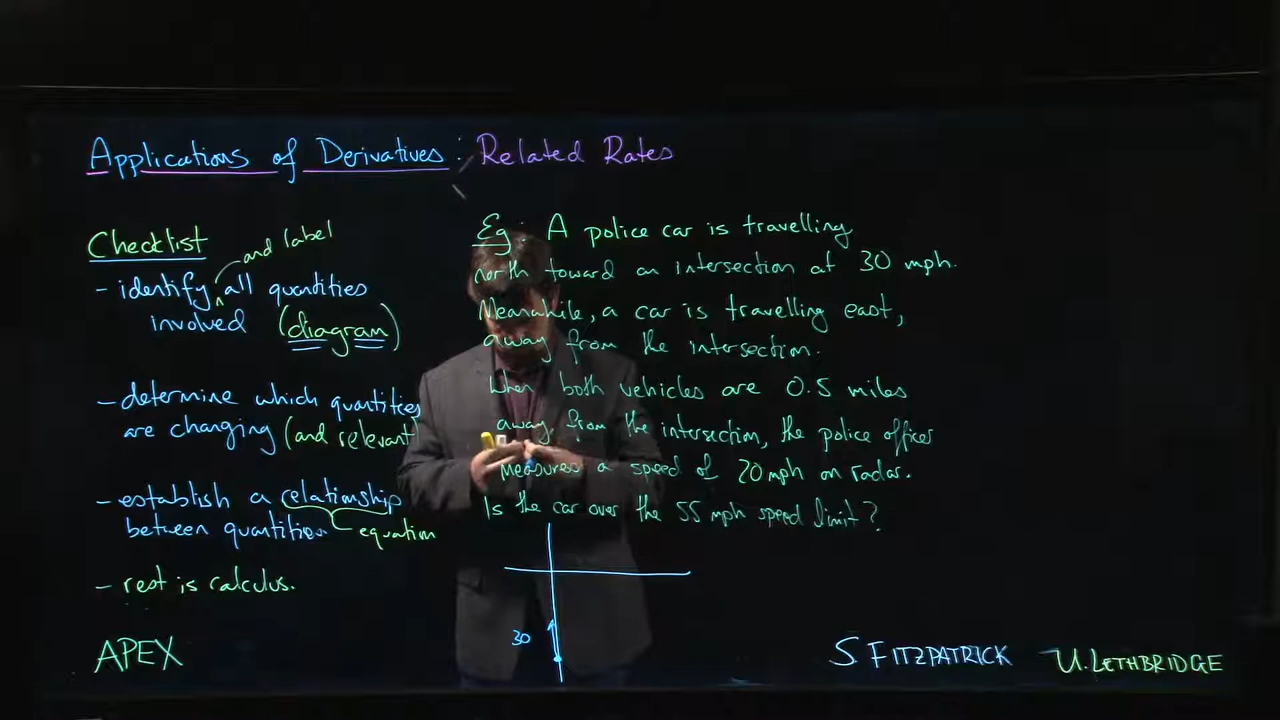 Applications of Derivatives: Related Rates
Checklist
and label
- identify ^ all quantities
involved (diagram)
- determine which quantities
are changing (and relevant)
- establish a relationship
between quantities.
equation
- rest is calculus.
APEX
Eg: A police car is travelling
north toward an intersection at 30 mph.
Meanwhile, a car is travelling east,
away from the intersection.
When both vehicles are 0.5 miles
away from the intersection, the police officer
measures a speed of 20 mph on radar.
Is the car over the 55 mph speed limit?
30
S. FITZPATRICK
U. LETHBRIDGE